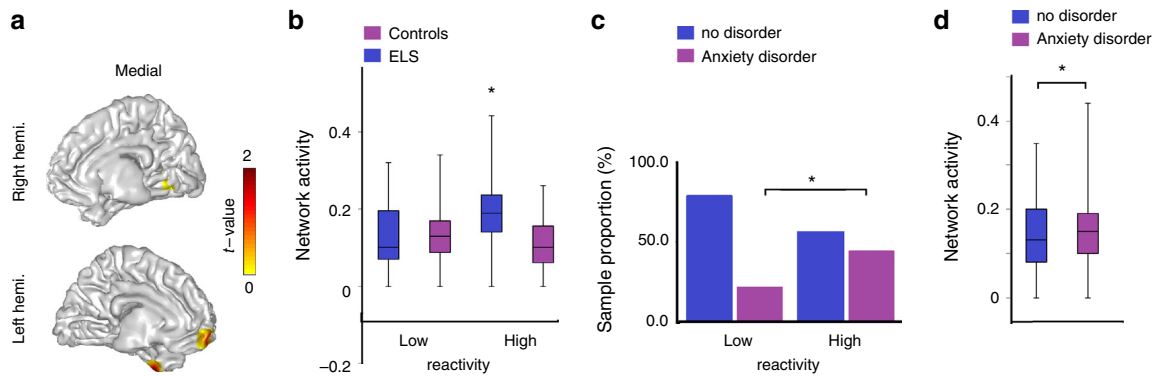 a
Medial
Right hemi.
Left hemi.
2
t-value
0
b
Controls
ELS
*
Network activity
0.4
0.2
0
−0.2
Low
High
reactivity
c
no disorder
Anxiety disorder
*
Sample proportion (%)
100.0
50.0
0.0
Low
High
reactivity
d
no disorder
Anxiety disorder
*
Network activity
0.4
0.2
0